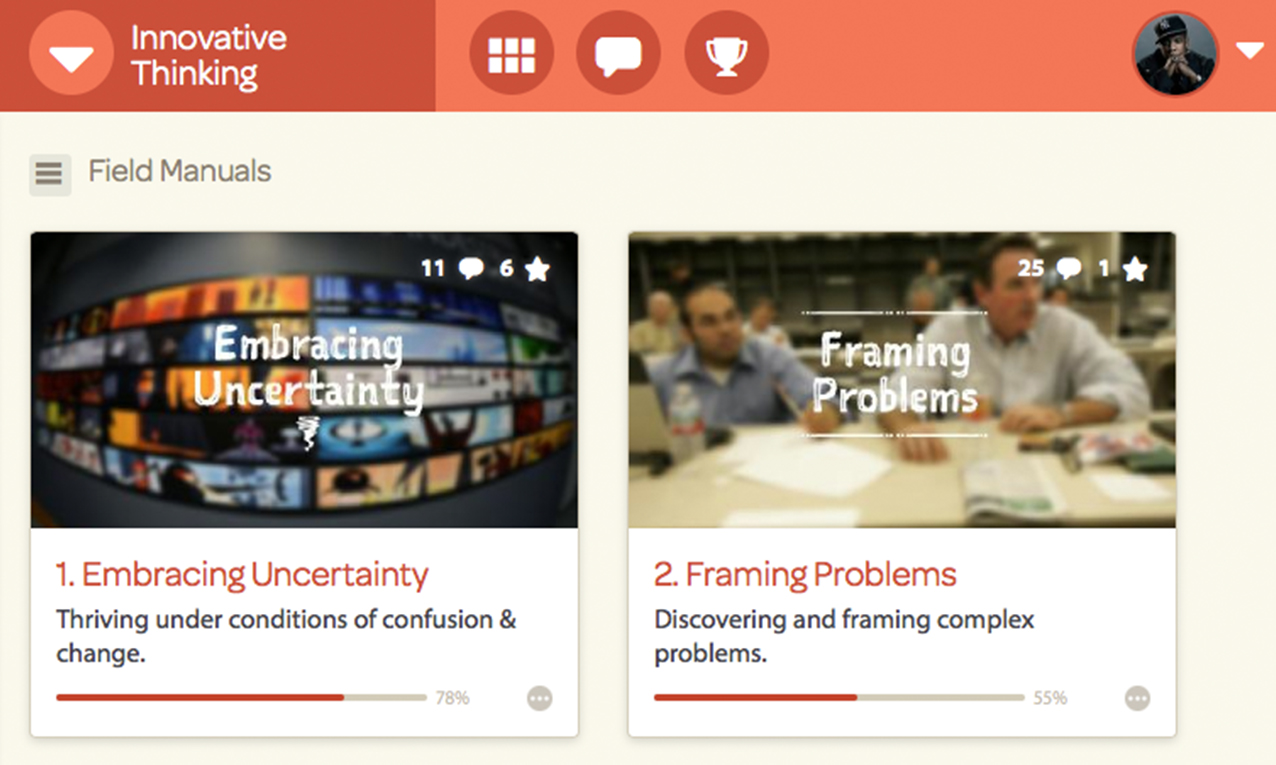 Innovative
Thinking
Field Manuals
11 6
Embracing
Uncertainty
25 1
Framing
Problems
1. Embracing Uncertainty
Thriving under conditions of confusion &
change.
78%
2. Framing Problems
Discovering and framing complex
problems.
55%